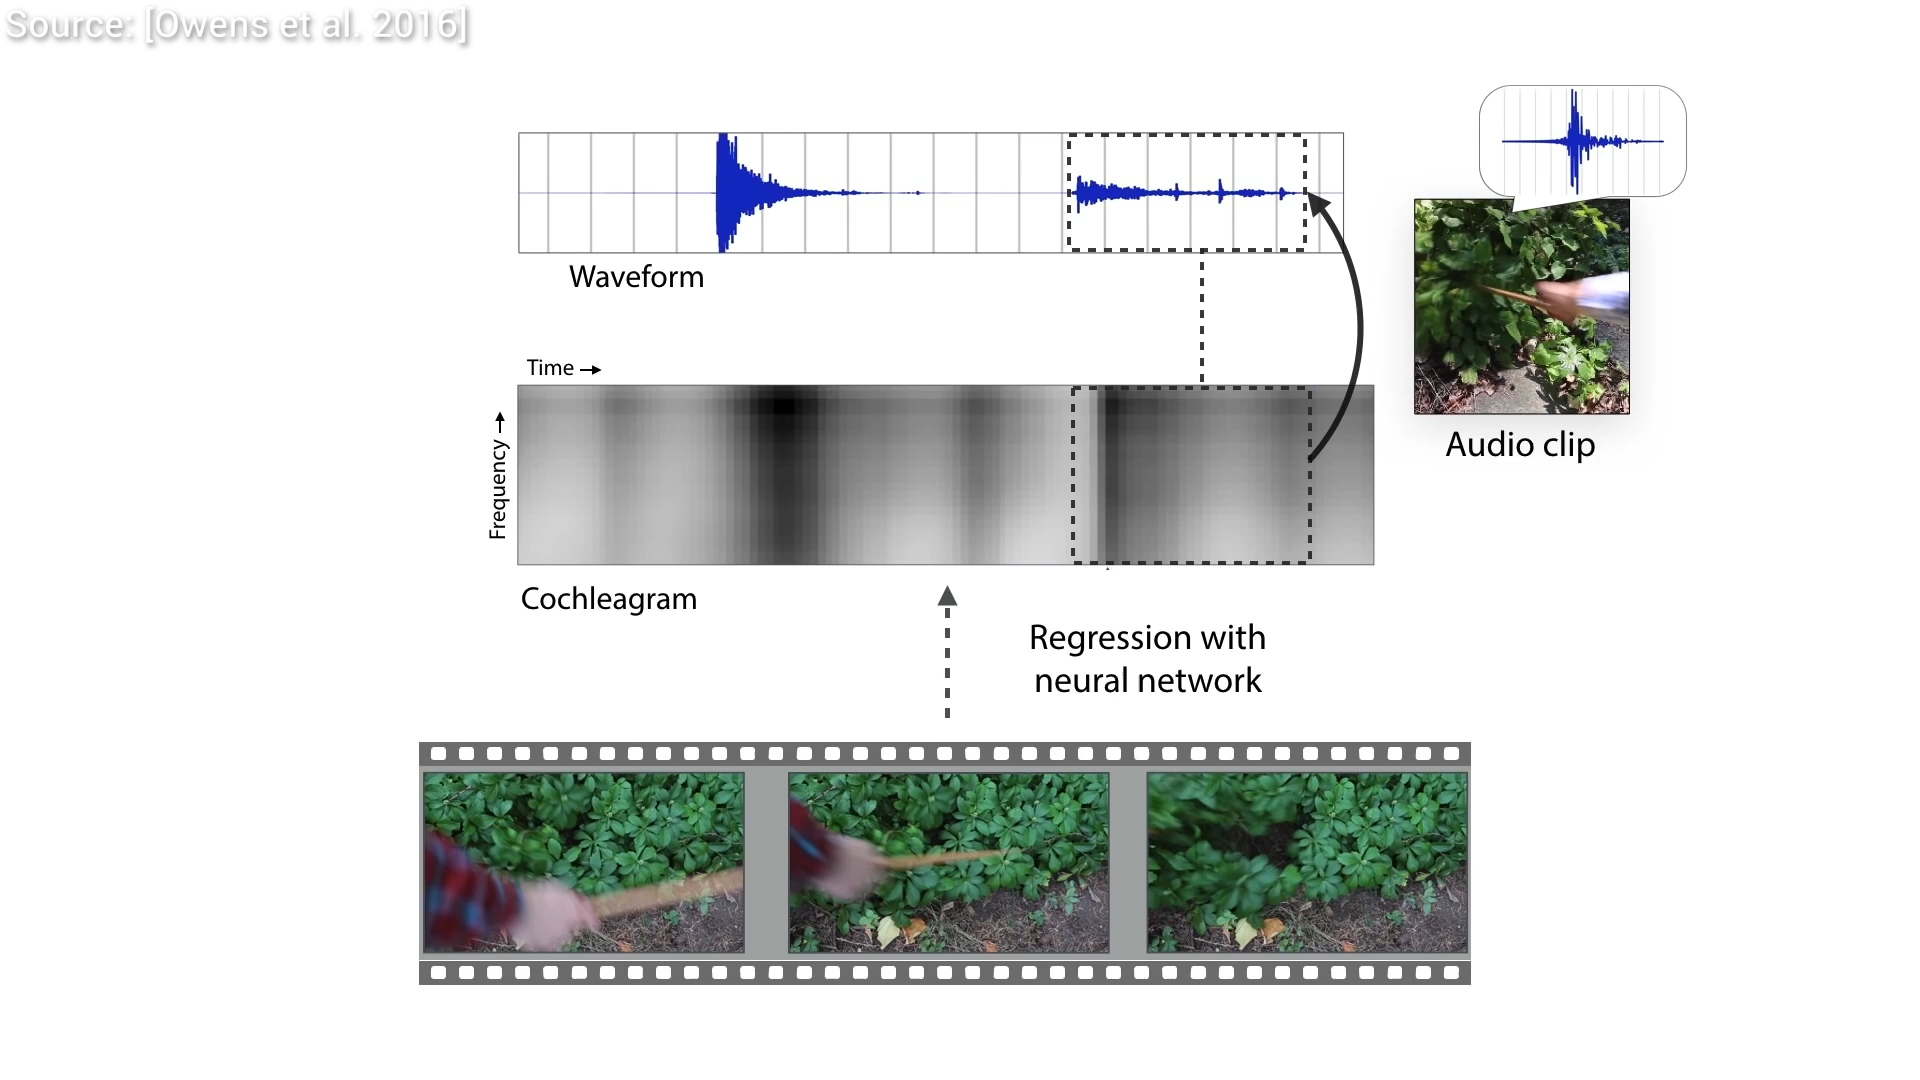 Source: [Owens et al. 2016]
Waveform
Time
Frequency
Audio clip
Cochleagram
Regression with
neural network